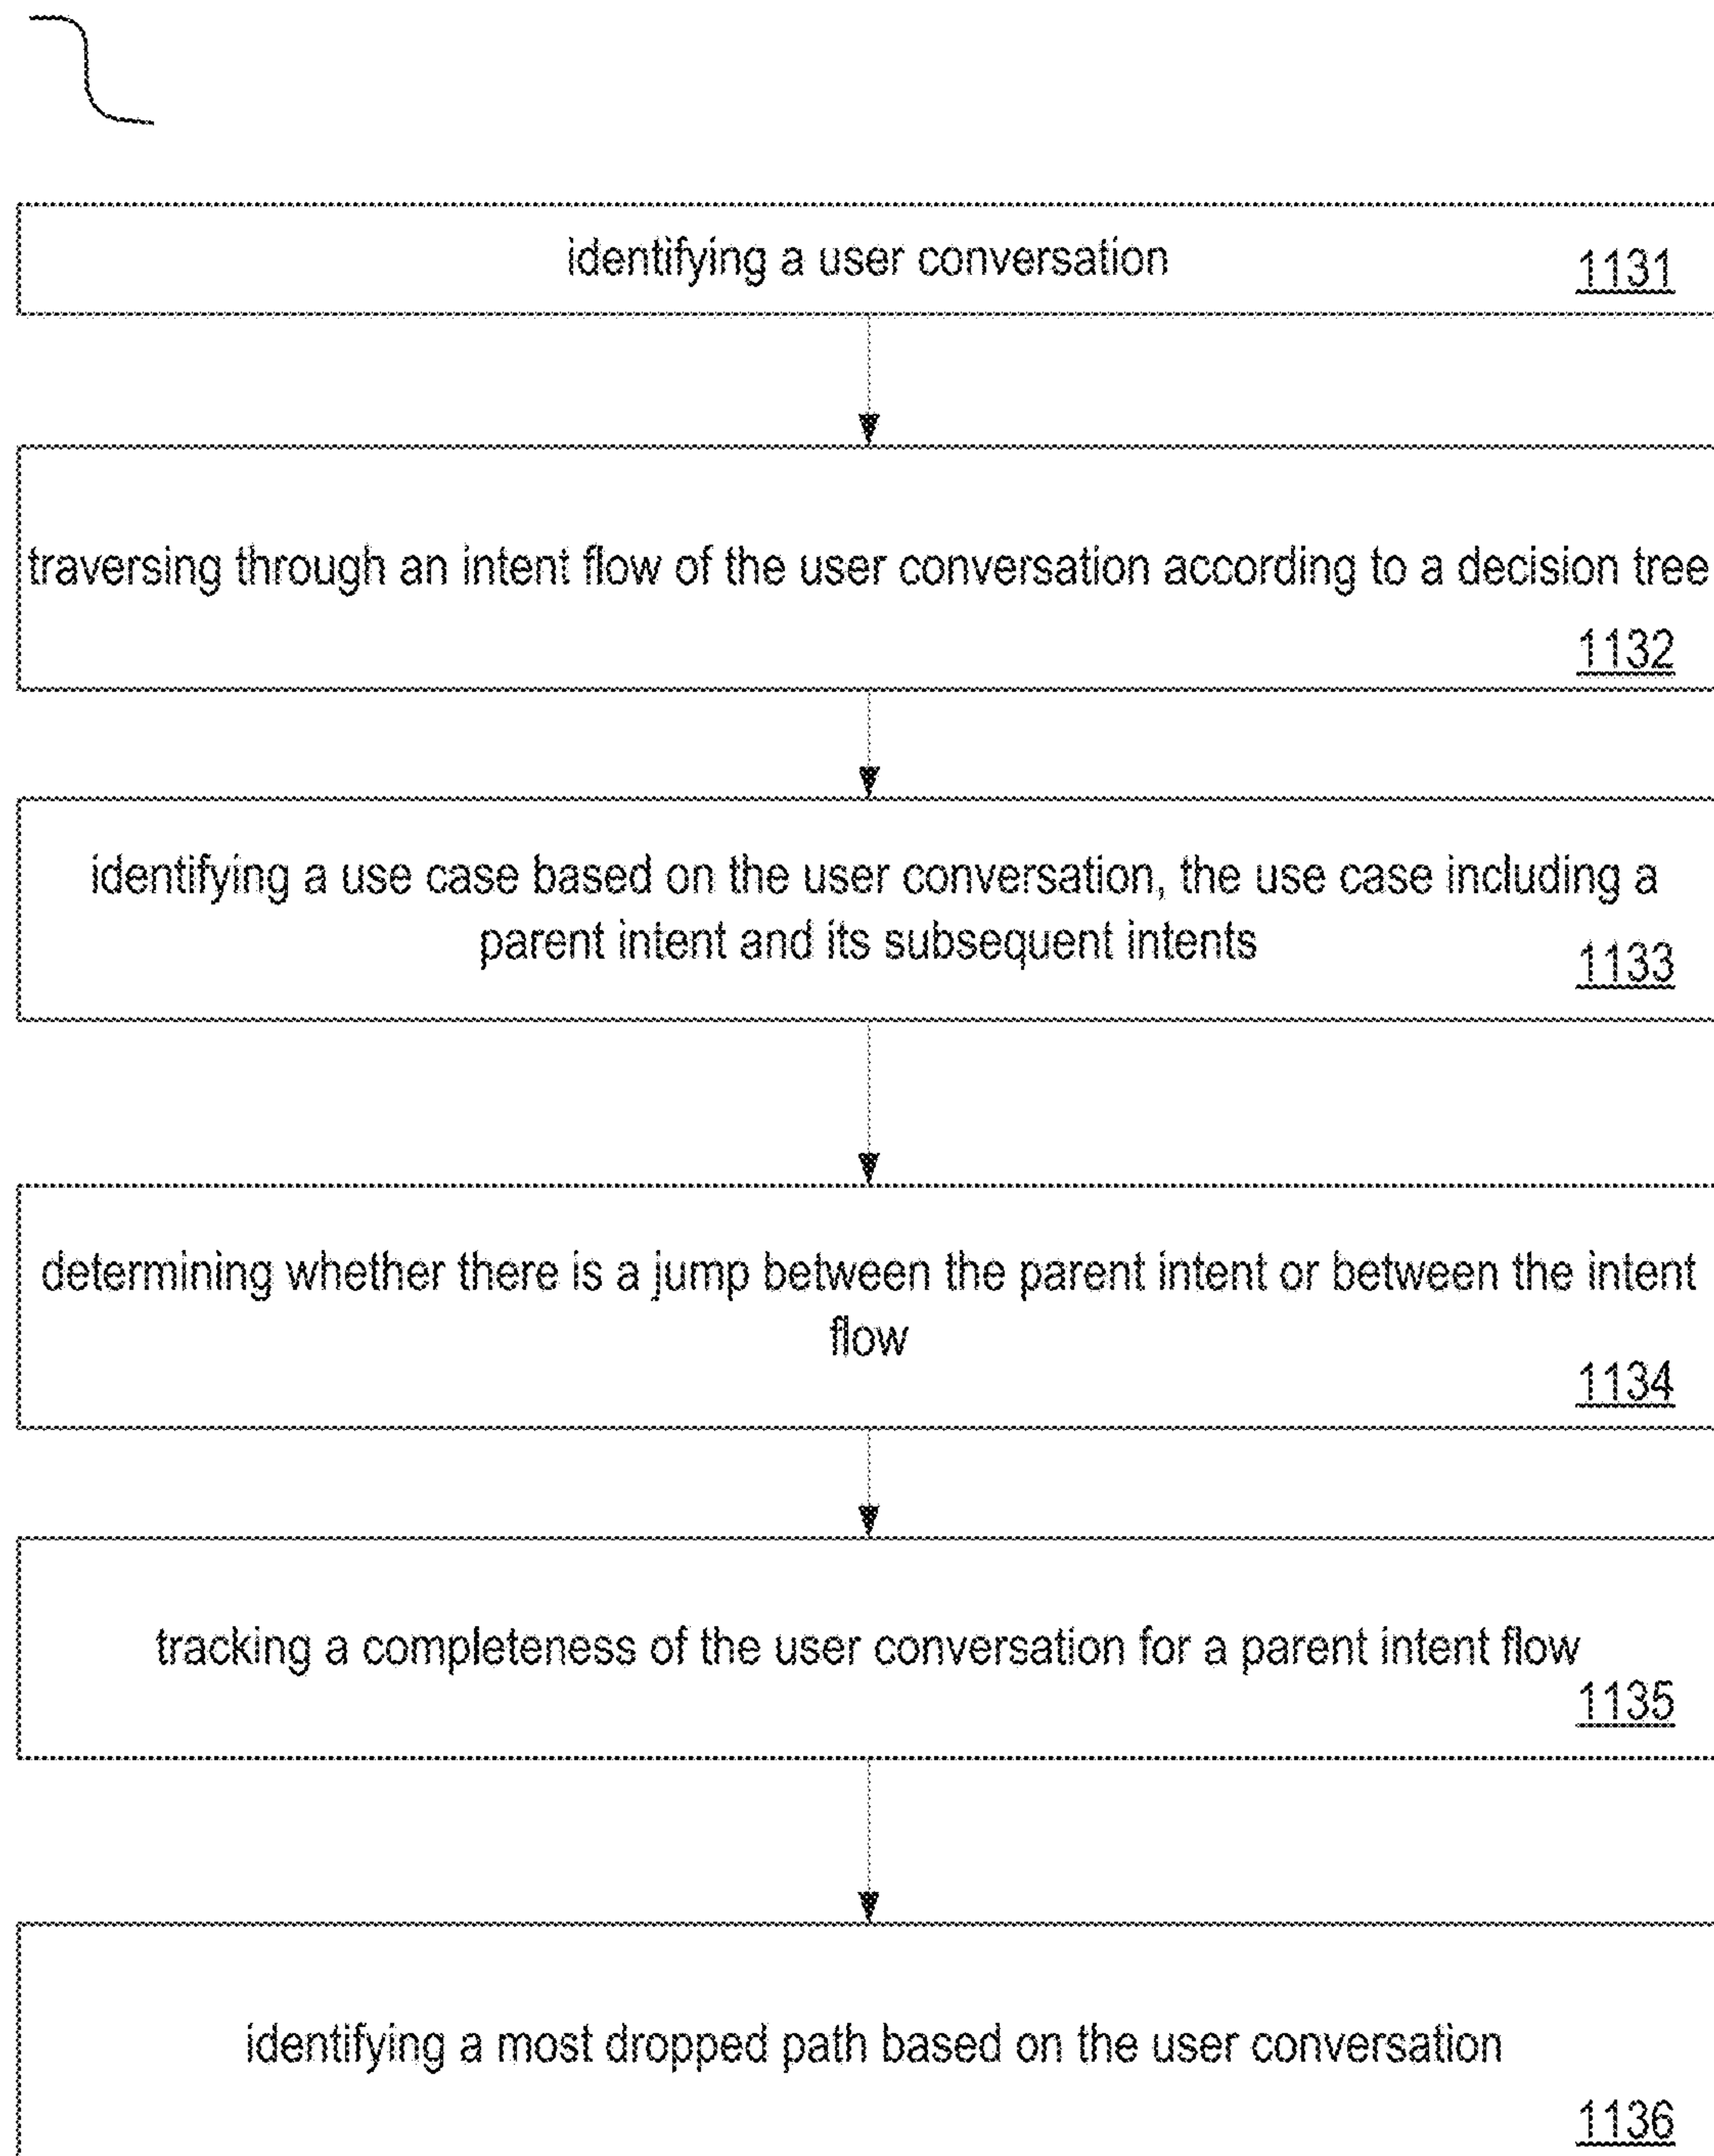 identifying a user conversation
1131
traversing through an intent flow of the user conversation according to a decision tree
1132
identifying a use case based on the user conversation, the use case including a
parent intent and its subsequent intents
1133
determining whether there is a jump between the parent intent or between the intent
flow
1134
tracking a completeness of the user conversation for a parent intent flow
1135
identifying a most dropped path based on the user conversation
1136